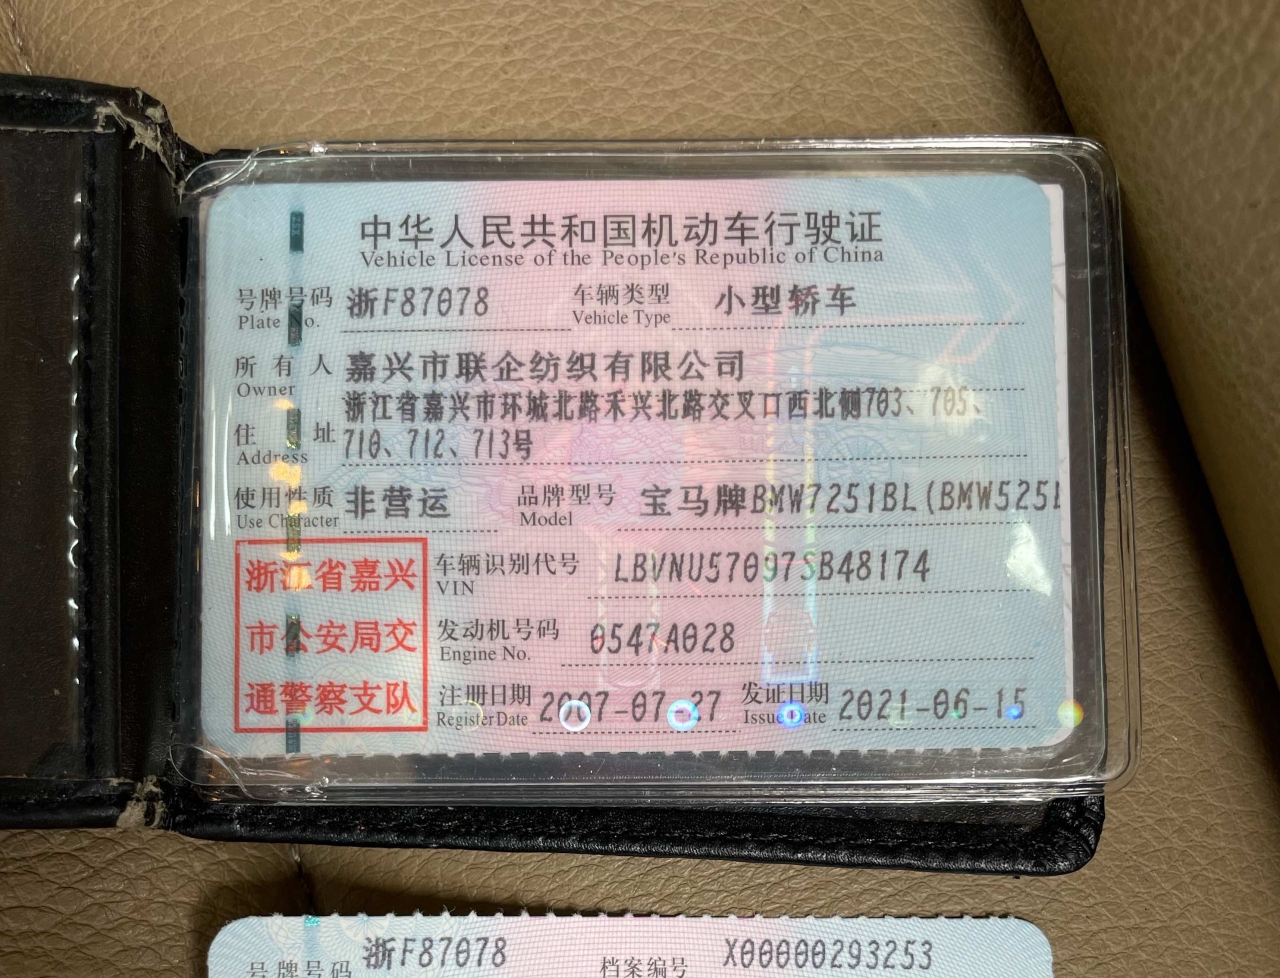 中华人民共和国机动车行驶证
Vehicle License of the People's Republic of China
号牌号码 浙F87078 车辆类型 小型轿车
Plate No. Vehicle Type
所有人 嘉兴市联企纺织有限公司
Owner
浙江省嘉兴市环城北路禾兴北路交叉口西北侧703、705、
住址 710、712、713号
Address
使用性质 非营运 品牌型号 宝马牌BMW7251BL(BMW525L
Use Character Model
浙江省嘉兴
市公安局交
通警察支队
车辆识别代号 LBVNU57097SB48174
VIN
发动机号码 0547A028
Engine No.
注册日期 2007-07-27 发证日期 2021-06-15
Register Date Issue Date
号牌号码 浙F87078 档案编号 X00000293253